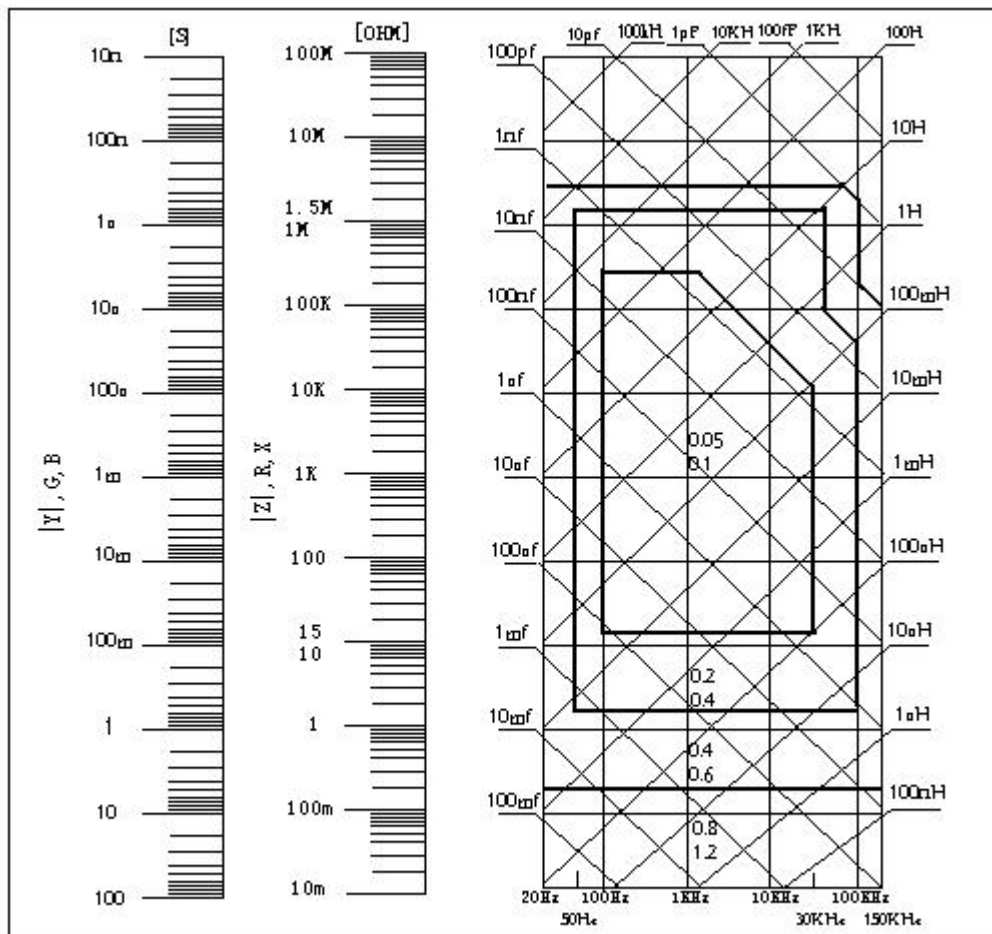 [S]
10n
100n
1u
10u
100u
1m
10m
100m
1
10
100
|Y|, G, B
[OHM]
100M
10M
1.5M
1M
100K
10K
1K
100
15
10
1
100m
10m
|Z|, R, X
10pf
100kH
1pF
10KH
100fF
1KH
100H
100pf
1nf
10nf
100nf
1uf
10uf
100uf
1mf
10mf
100mf
10H
1H
100mH
10mH
1mH
100uH
10uH
1uH
100nH
0.05
0.1
0.2
0.4
0.4
0.6
0.8
1.2
20Hz
100Hz
1KHz
10KHz
100KHz
50Hz
30KHz
150KHz